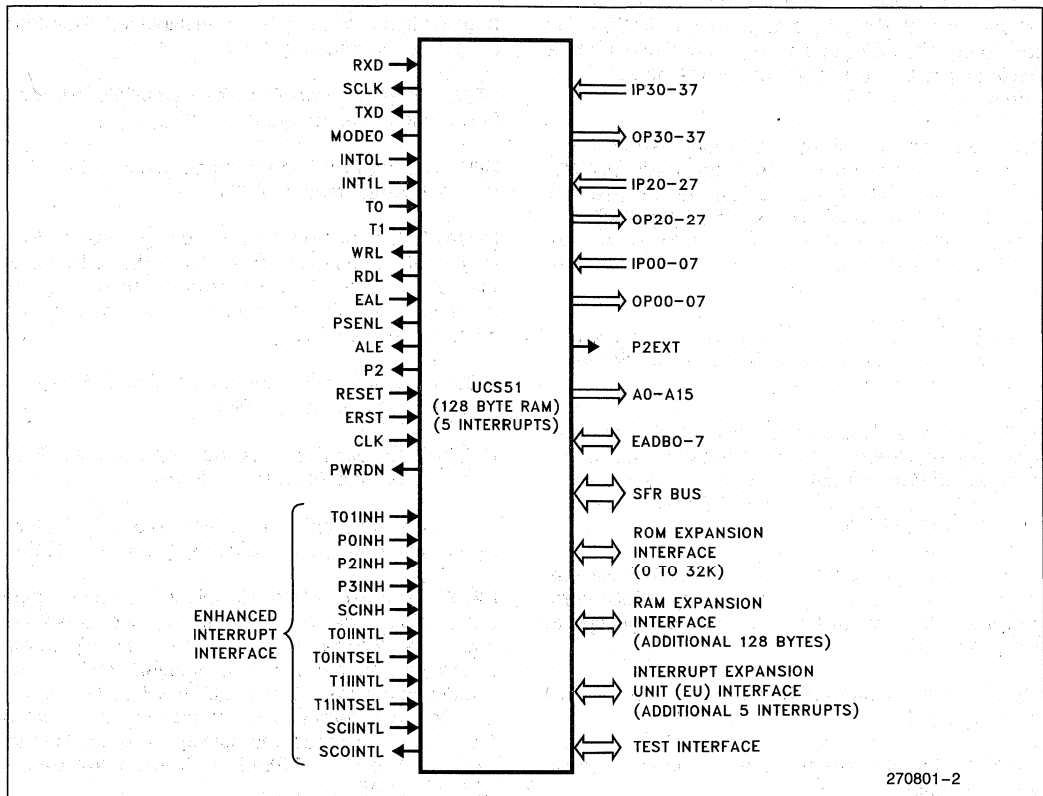 RXD
SCLK
TXD
MODE0
INT0L
INT1L
T0
T1
WRL
RDL
EAL
PSENL
ALE
P2
RESET
ERST
CLK
PWRDN
ENHANCED
INTERRUPT
INTERFACE
T01INH
P0INH
P2INH
P3INH
SCINH
T0IINTL
T0INTSEL
T1IINTL
T1INTSEL
SCIINTL
SCOINTL
UCS51
(128 BYTE RAM)
(5 INTERRUPTS)
IP30-37
OP30-37
IP20-27
OP20-27
IP00-07
OP00-07
P2EXT
A0-A15
EADB0-7
SFR BUS
ROM EXPANSION
INTERFACE
(0 TO 32K)
RAM EXPANSION
INTERFACE
(ADDITIONAL 128 BYTES)
INTERRUPT EXPANSION
UNIT (EU) INTERFACE
(ADDITIONAL 5 INTERRUPTS)
TEST INTERFACE
270801-2